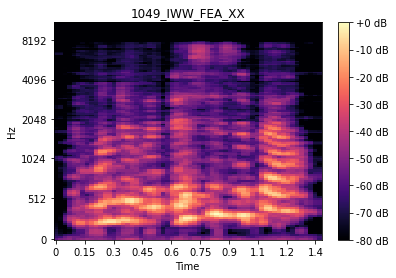 1049_IWW_FEA_XX
+0 dB
8192
-10 dB
4096
-20 dB
-30 dB
2048
Hz
-40 dB
1024
-50 dB
512
-60 dB
-70 dB
0
-80 dB
0 0.15 0.3 0.45 0.6 0.75 0.9 1.1 1.2 1.4
Time